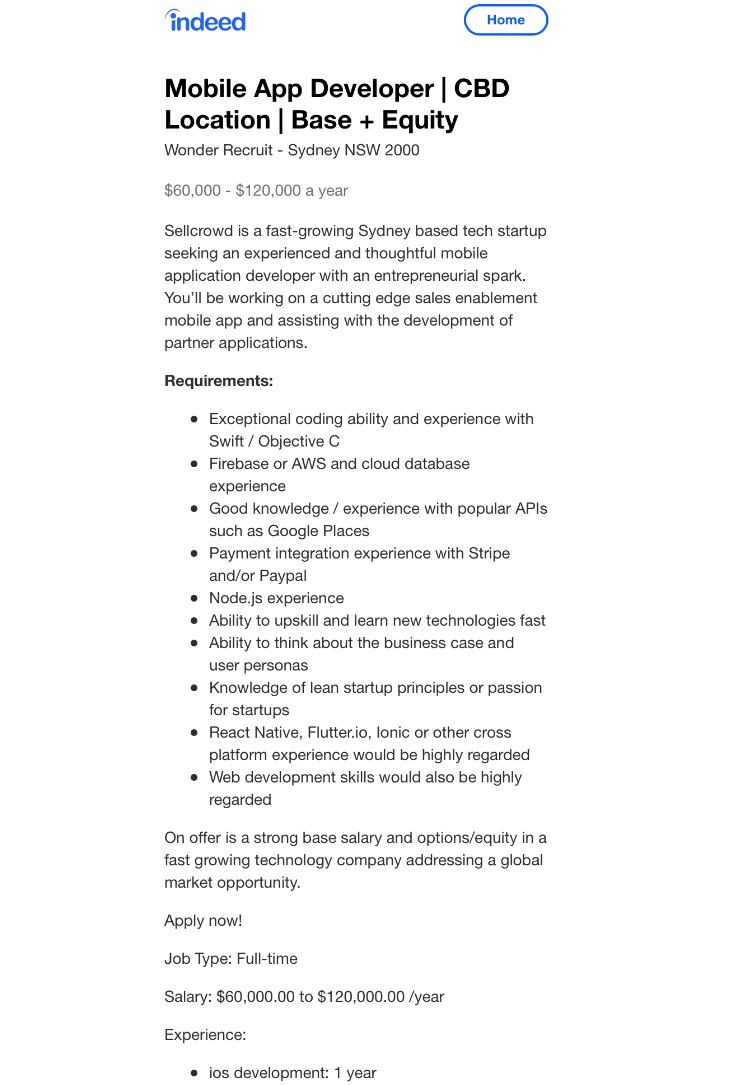 indeed
Home
Mobile App Developer | CBD
Location | Base + Equity
Wonder Recruit - Sydney NSW 2000
$60,000 - $120,000 a year
Sellcrowd is a fast-growing Sydney based tech startup
seeking an experienced and thoughtful mobile
application developer with an entrepreneurial spark.
You’ll be working on a cutting edge sales enablement
mobile app and assisting with the development of
partner applications.
Requirements:
● Exceptional coding ability and experience with
Swift / Objective C
● Firebase or AWS and cloud database
experience
● Good knowledge / experience with popular APIs
such as Google Places
● Payment integration experience with Stripe
and/or Paypal
● Node.js experience
● Ability to upskill and learn new technologies fast
● Ability to think about the business case and
user personas
● Knowledge of lean startup principles or passion
for startups
● React Native, Flutter.io, Ionic or other cross
platform experience would be highly regarded
● Web development skills would also be highly
regarded
On offer is a strong base salary and options/equity in a
fast growing technology company addressing a global
market opportunity.
Apply now!
Job Type: Full-time
Salary: $60,000.00 to $120,000.00 /year
Experience:
● ios development: 1 year